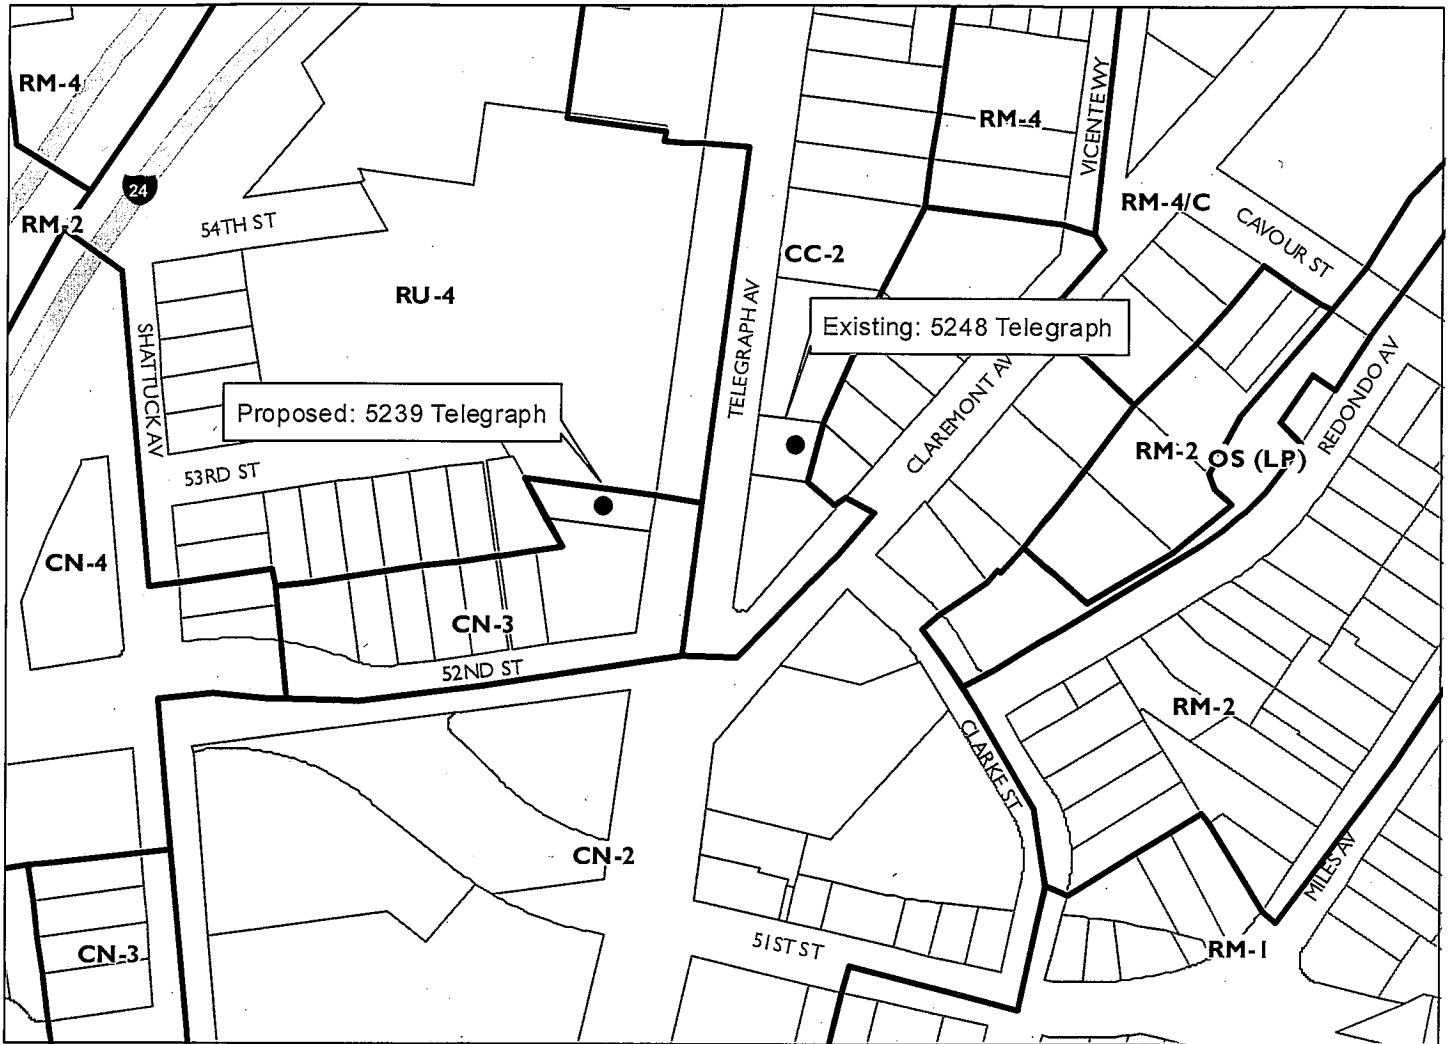 RM-4
RM-4
VICENTE WY
24
RM-2
54TH ST
RM-4/C
CAVOUR ST
CC-2
RU-4
TELEGRAPH AV
Existing: 5248 Telegraph
SHATTUCK AV
CLAREMONT AV
REDONDO AV
Proposed: 5239 Telegraph
RM-2
OS (LP)
53RD ST
CN-4
CN-3
52ND ST
RM-2
CLARKE ST
CN-2
MILES AV
51ST ST
CN-3
RM-1